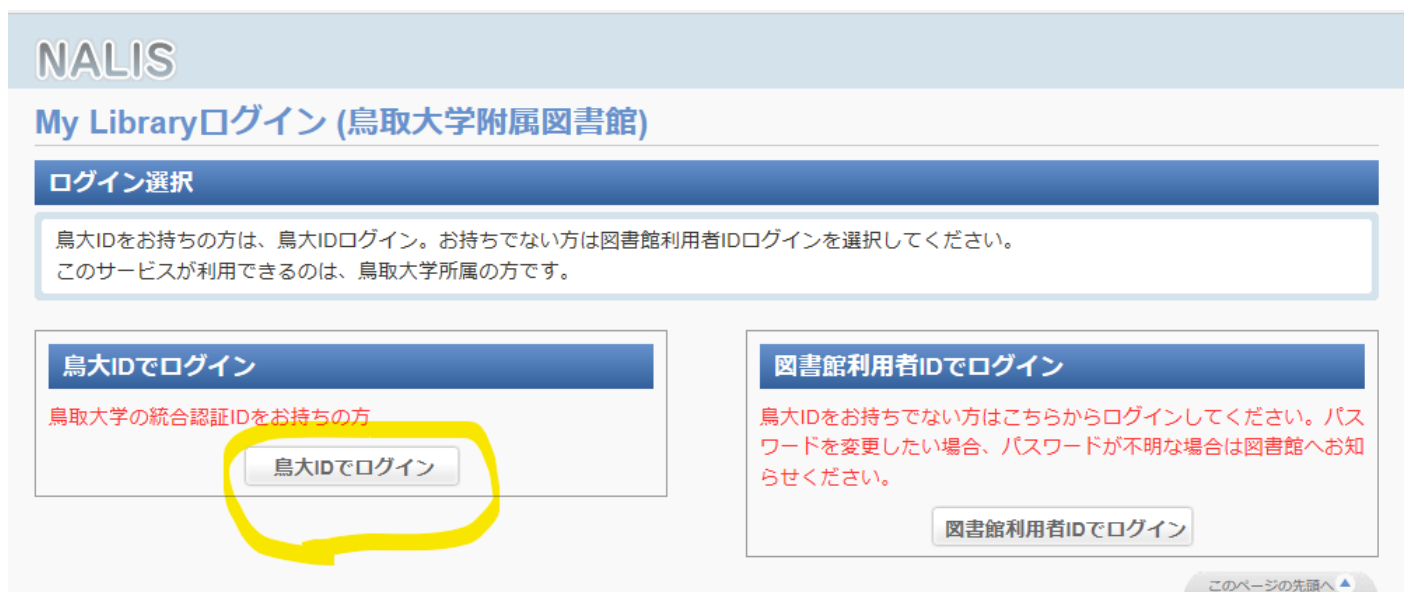 NALIS
My Libraryログイン (鳥取大学附属図書館)
ログイン選択
鳥大IDをお持ちの方は、鳥大IDログイン。お持ちでない方は図書館利用者IDログインを選択してください。
このサービスが利用できるのは、鳥取大学所属の方です。
鳥大IDでログイン
鳥取大学の統合認証IDをお持ちの方
鳥大IDでログイン
図書館利用者IDでログイン
鳥大IDをお持ちでない方はこちらからログインしてください。パス
ワードを変更したい場合、パスワードが不明な場合は図書館へお知
らせください。
図書館利用者IDでログイン
このページの先頭へ